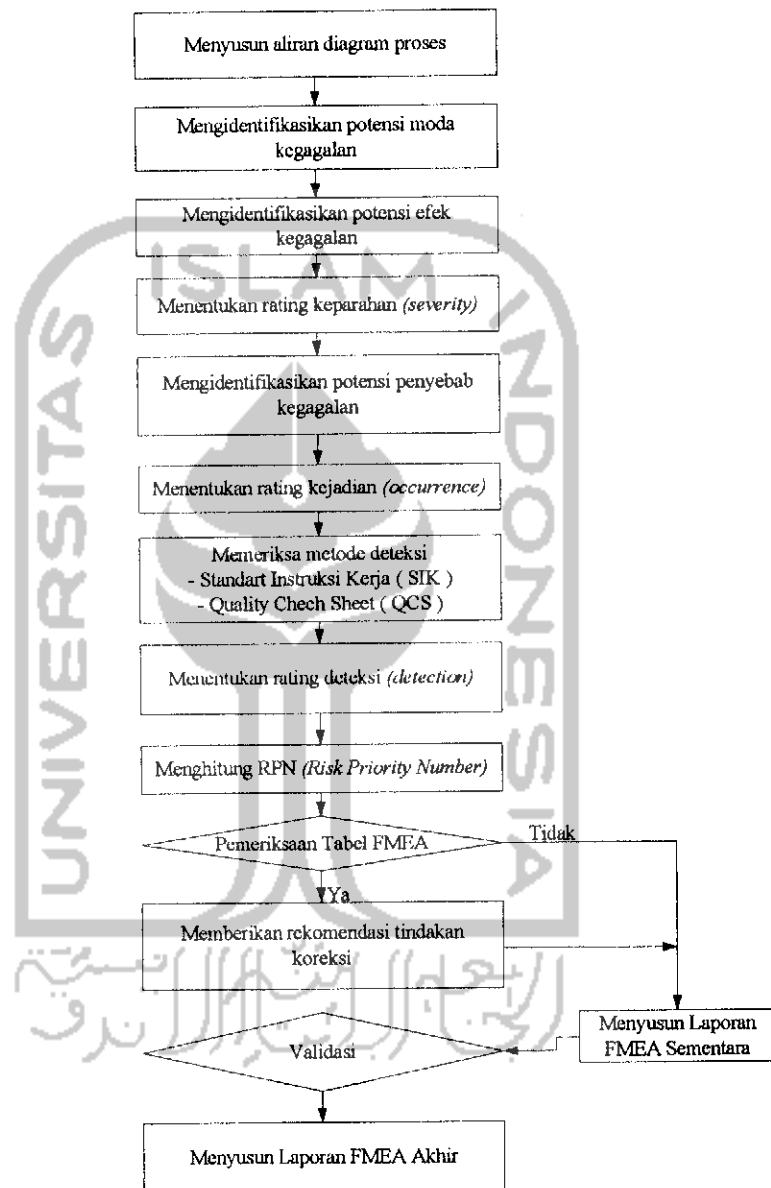 Menyusun aliran diagram proses
Mengidentifikasikan potensi moda
kegagalan
Mengidentifikasikan potensi efek
kegagalan
Menentukan rating keparahan (severity)
Mengidentifikasikan potensi penyebab
kegagalan
Menentukan rating kejadian (occurrence)
Memeriksa metode deteksi
- Standart Instruksi Kerja ( SIK )
- Quality Chech Sheet ( QCS )
Menentukan rating deteksi (detection)
Menghitung RPN (Risk Priority Number)
Pemeriksaan Tabel FMEA
Tidak
Ya
Memberikan rekomendasi tindakan
koreksi
Menyusun Laporan
FMEA Sementara
Validasi
Menyusun Laporan FMEA Akhir
UNIVERSITAS
ISLAM
INDONESIA